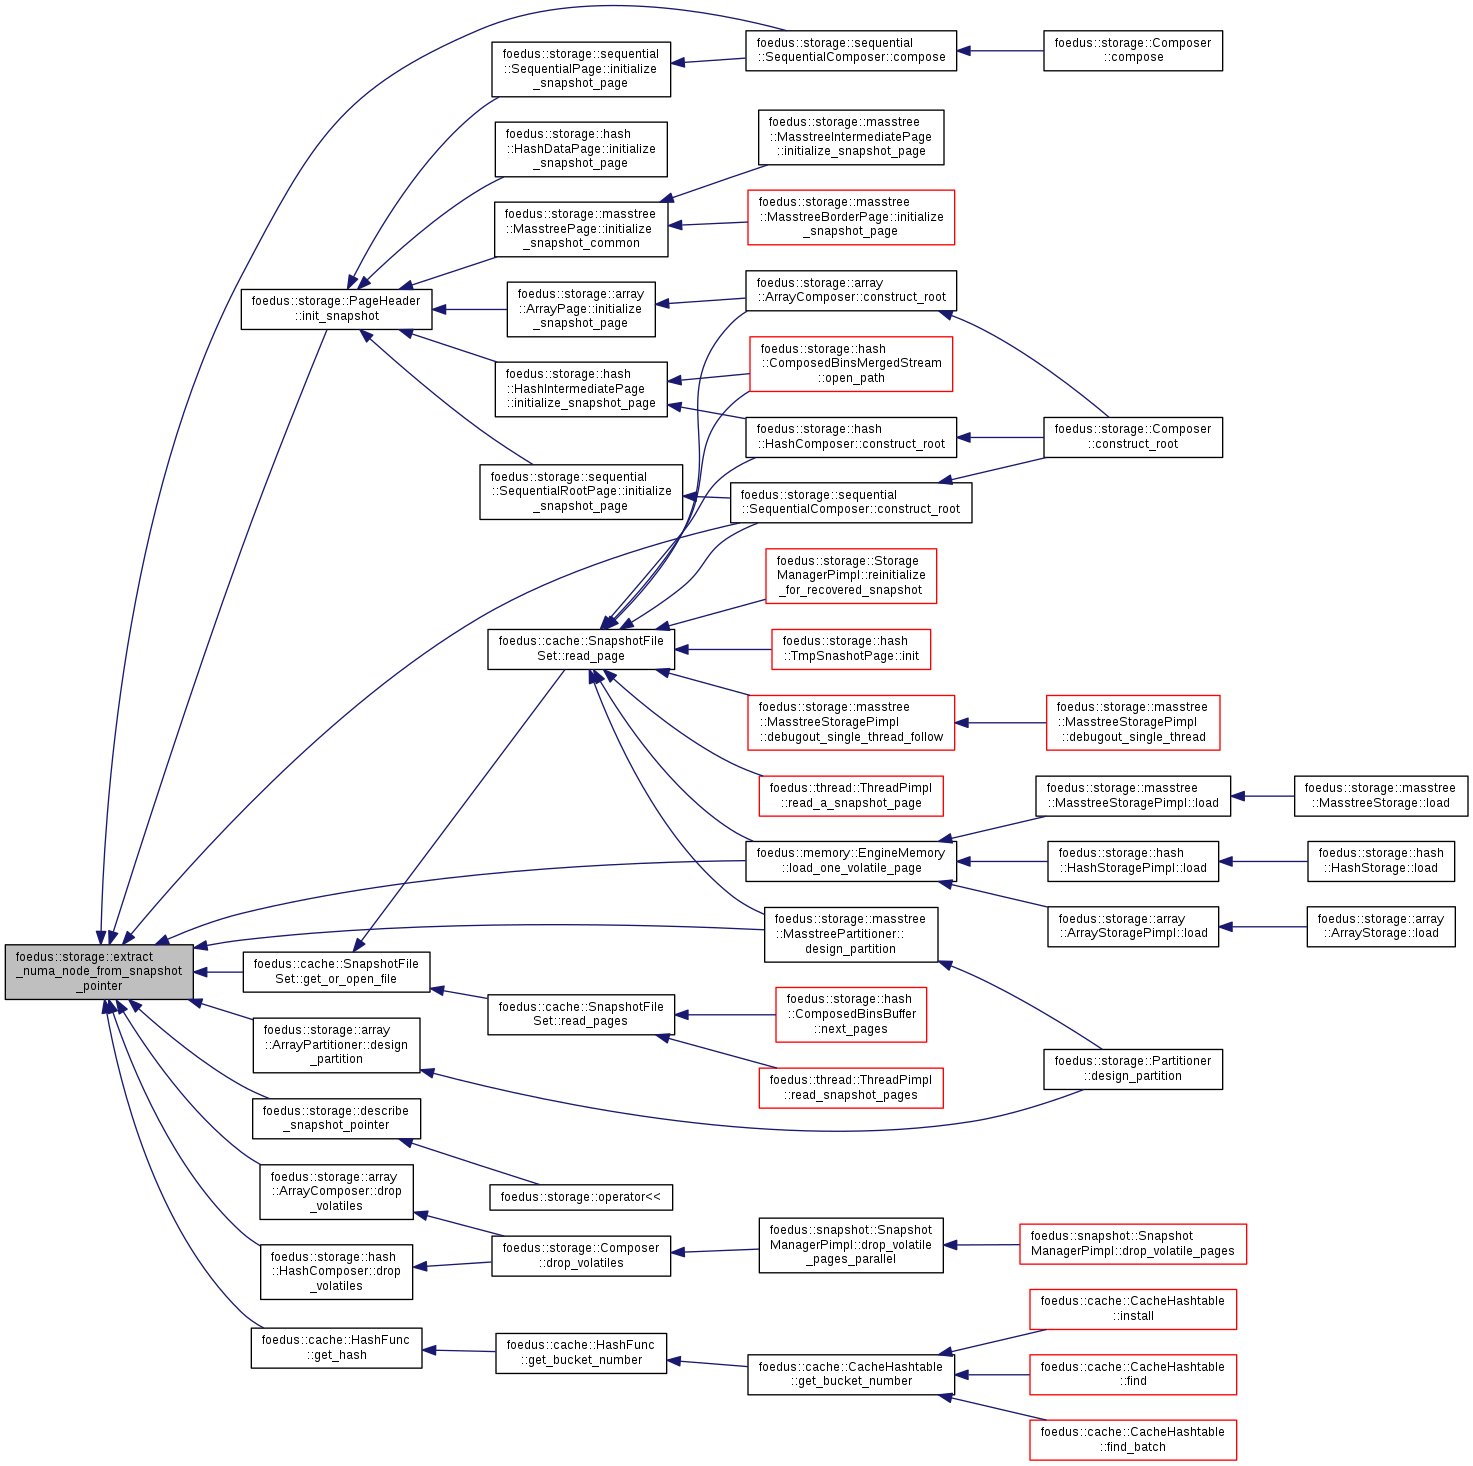 foedus::storage::sequential
::SequentialComposer::compose
foedus::storage::Composer
::compose
foedus::storage::sequential
::SequentialPage::initialize
_snapshot_page
foedus::storage::hash
::HashDataPage::initialize
_snapshot_page
foedus::storage::masstree
::MasstreeIntermediatePage
::initialize_snapshot_page
foedus::storage::masstree
::MasstreePage::initialize
_snapshot_common
foedus::storage::masstree
::MasstreeBorderPage::initialize
_snapshot_page
foedus::storage::PageHeader
::init_snapshot
foedus::storage::array
::ArrayPage::initialize
_snapshot_page
foedus::storage::array
::ArrayComposer::construct_root
foedus::storage::hash
::ComposedBinsMergedStream
::open_path
foedus::storage::hash
::HashIntermediatePage
::initialize_snapshot_page
foedus::storage::hash
::HashComposer::construct_root
foedus::storage::Composer
::construct_root
foedus::storage::sequential
::SequentialRootPage::initialize
_snapshot_page
foedus::storage::sequential
::SequentialComposer::construct_root
foedus::storage::Storage
ManagerPimpl::reinitialize
_for_recovered_snapshot
foedus::cache::SnapshotFile
Set::read_page
foedus::storage::hash
::TmpSnashotPage::init
foedus::storage::masstree
::MasstreeStoragePimpl
::debugout_single_thread_follow
foedus::storage::masstree
::MasstreeStoragePimpl
::debugout_single_thread
foedus::thread::ThreadPimpl
::read_a_snapshot_page
foedus::storage::masstree
::MasstreeStoragePimpl::load
foedus::storage::masstree
::MasstreeStorage::load
foedus::memory::EngineMemory
::load_one_volatile_page
foedus::storage::hash
::HashStoragePimpl::load
foedus::storage::hash
::HashStorage::load
foedus::storage::masstree
::MasstreePartitioner::
design_partition
foedus::storage::array
::ArrayStoragePimpl::load
foedus::storage::array
::ArrayStorage::load
foedus::storage::extract
_numa_node_from_snapshot
_pointer
foedus::cache::SnapshotFile
Set::get_or_open_file
foedus::cache::SnapshotFile
Set::read_pages
foedus::storage::hash
::ComposedBinsBuffer
::next_pages
foedus::storage::array
::ArrayPartitioner::design
_partition
foedus::storage::Partitioner
::design_partition
foedus::thread::ThreadPimpl
::read_snapshot_pages
foedus::storage::describe
_snapshot_pointer
foedus::storage::operator<<
foedus::storage::array
::ArrayComposer::drop
_volatiles
foedus::storage::hash
::HashComposer::drop
_volatiles
foedus::storage::Composer
::drop_volatiles
foedus::snapshot::Snapshot
ManagerPimpl::drop_volatile
_pages_parallel
foedus::snapshot::Snapshot
ManagerPimpl::drop_volatile_pages
foedus::cache::HashFunc
::get_hash
foedus::cache::HashFunc
::get_bucket_number
foedus::cache::CacheHashtable
::get_bucket_number
foedus::cache::CacheHashtable
::install
foedus::cache::CacheHashtable
::find
foedus::cache::CacheHashtable
::find_batch